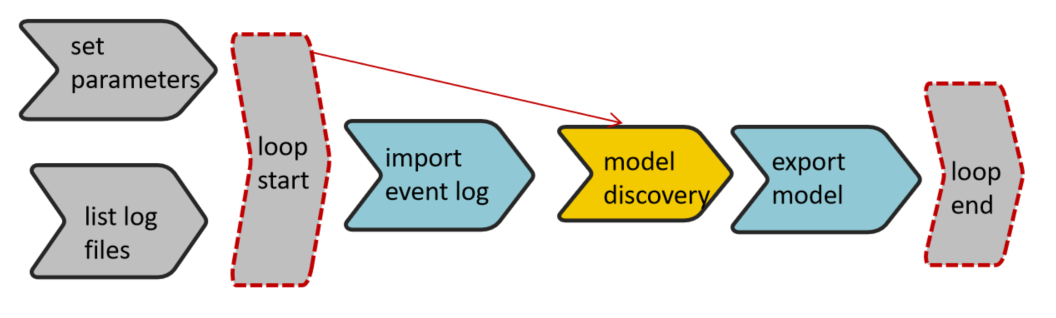 set
parameters
list log
files
loop
start
import
event log
model
discovery
export
model
loop
end